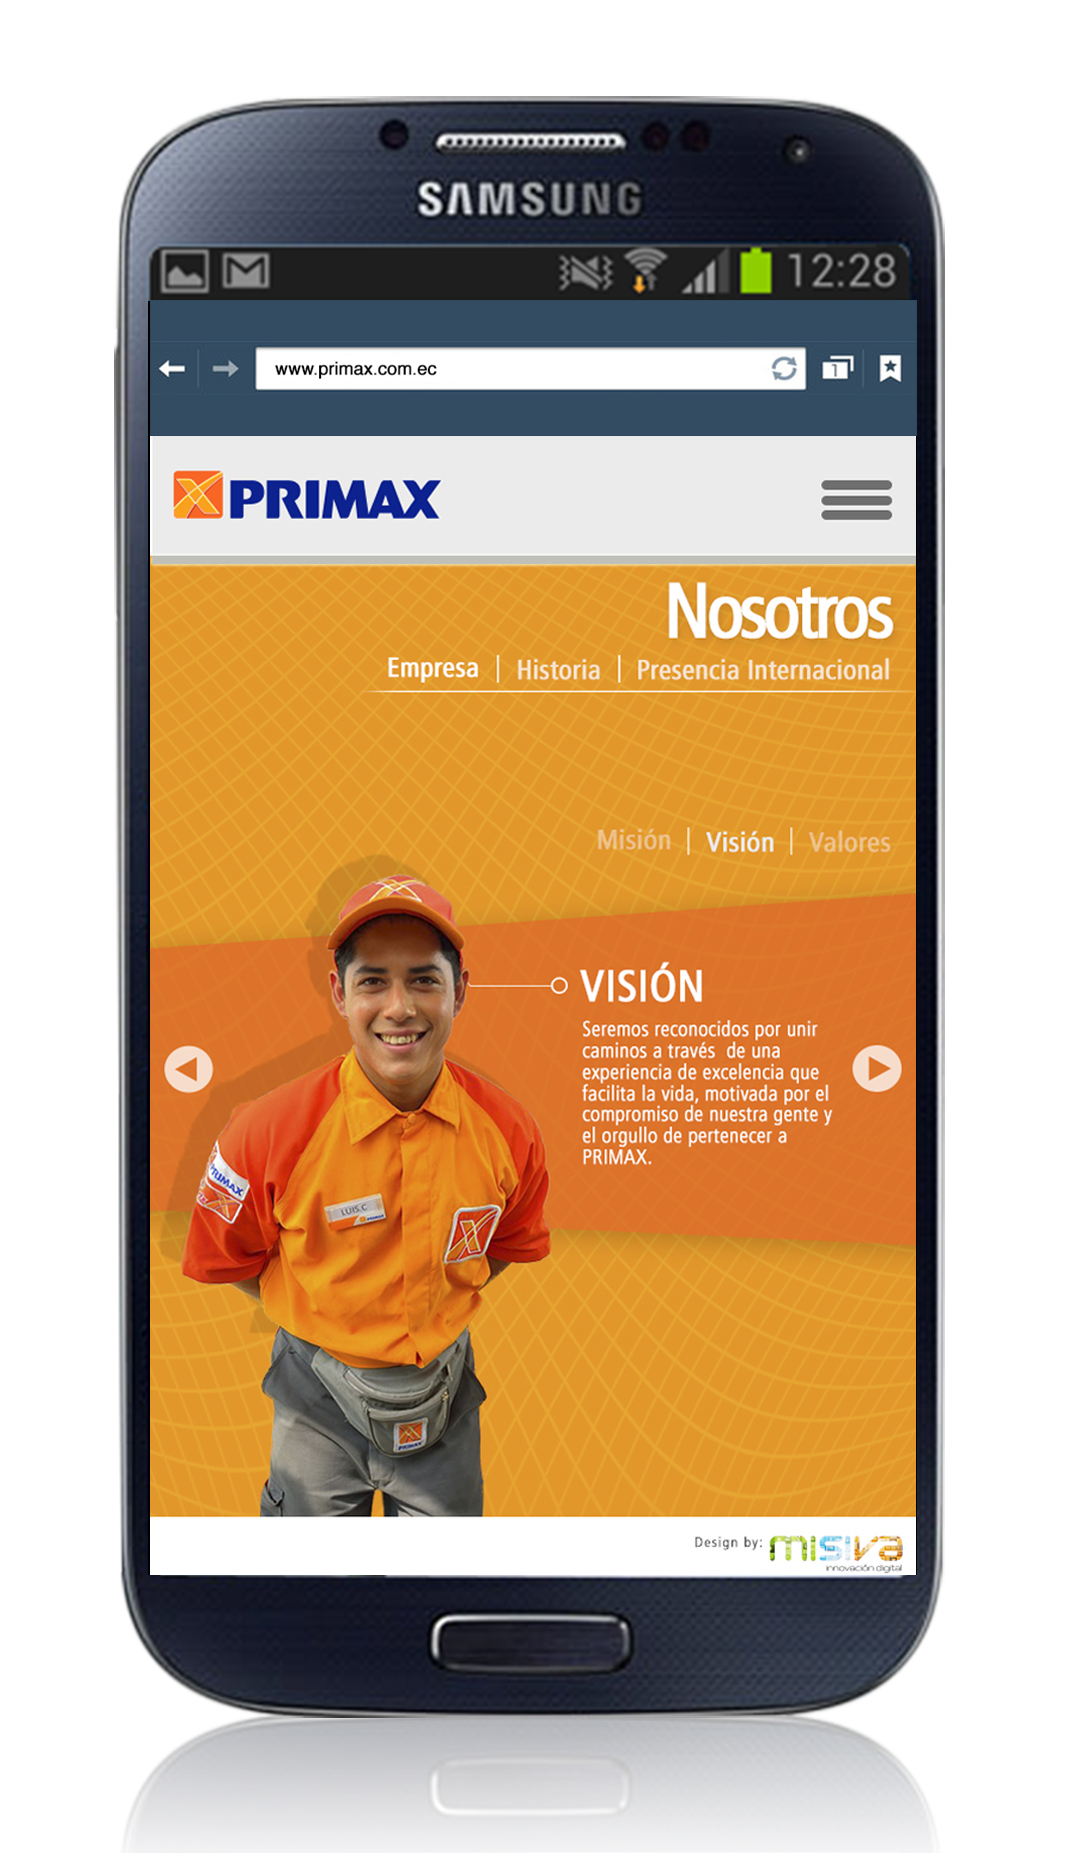 SAMSUNG
12:28
www.primax.com.ec
1
PRIMAX
Nosotros
Empresa | Historia | Presencia Internacional
Misión | Visión | Valores
VISIÓN
Seremos reconocidos por unir
caminos a través  de una
experiencia de excelencia que
facilita la vida, motivada por el
compromiso de nuestra gente y
el orgullo de pertenecer a
PRIMAX.
PRIMAX
LUIS.C
PRIMAX
PRIMAX
Design by: misiva
innovación digital